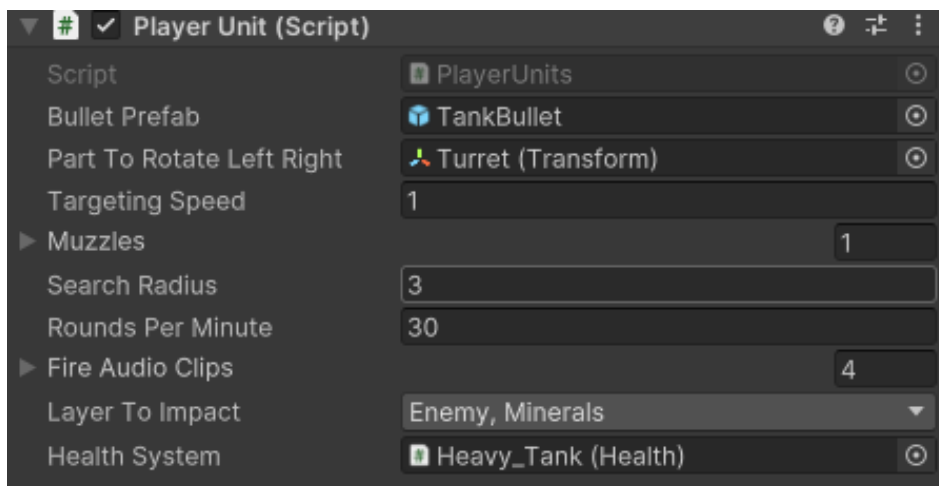 # Player Unit (Script)
Script # PlayerUnits
Bullet Prefab TankBullet
Part To Rotate Left Right Turret (Transform)
Targeting Speed 1
Muzzles 1
Search Radius 3
Rounds Per Minute 30
Fire Audio Clips 4
Layer To Impact Enemy, Minerals
Health System # Heavy_Tank (Health)